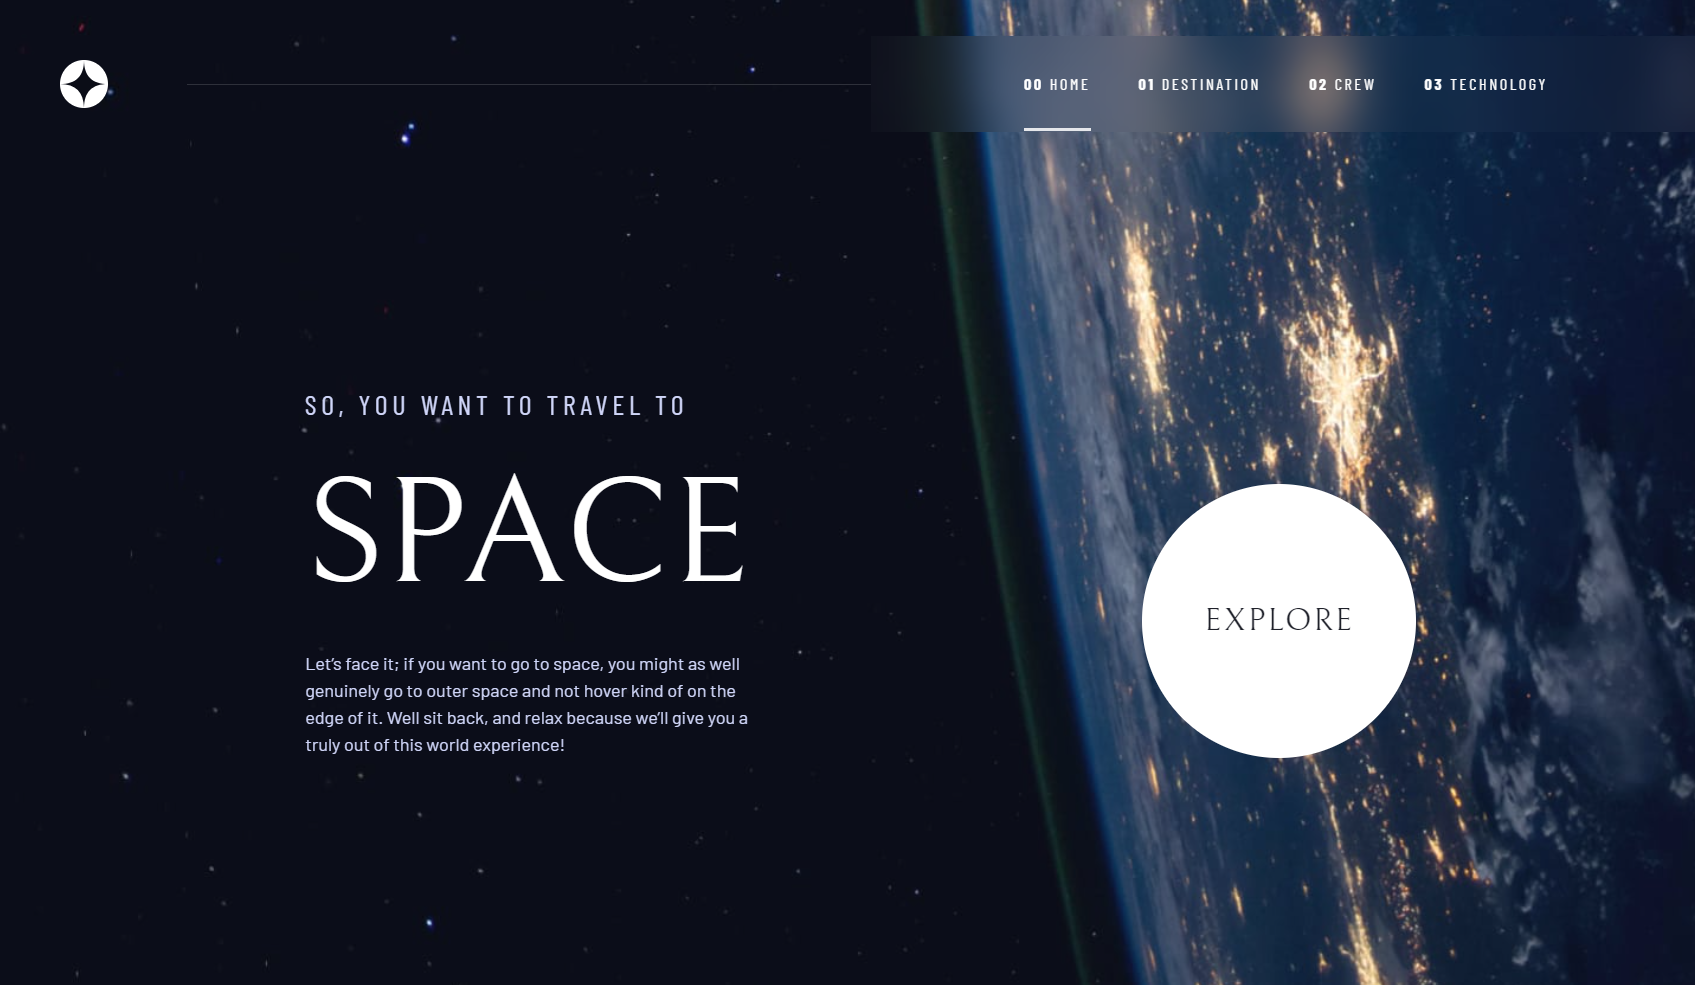 00 HOME 01 DESTINATION 02 CREW 03 TECHNOLOGY
SO, YOU WANT TO TRAVEL TO
SPACE
Let’s face it; if you want to go to space, you might as well
genuinely go to outer space and not hover kind of on the
edge of it. Well sit back, and relax because we’ll give you a
truly out of this world experience!
EXPLORE